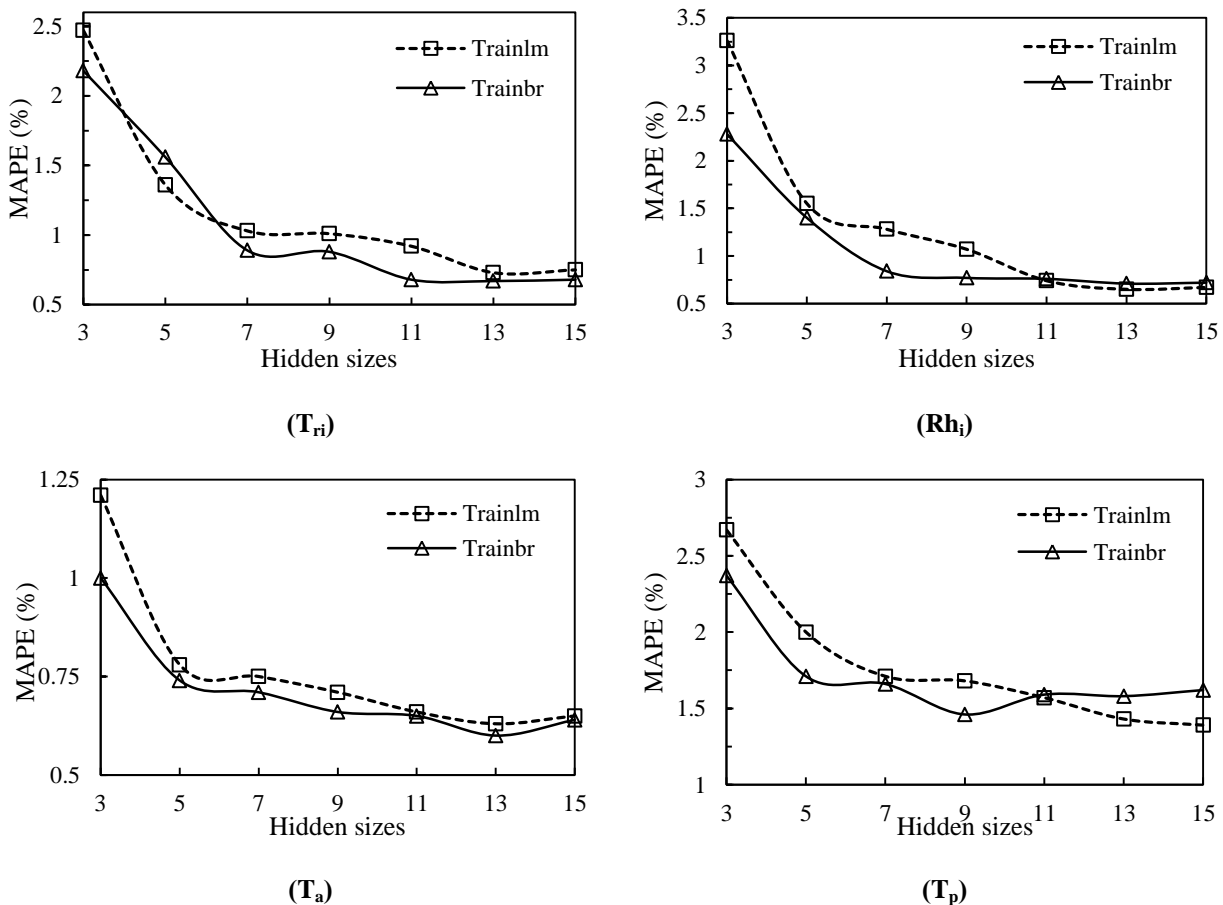 MAPE (%)
2.5
2
1.5
1
0.5
Trainlm
Trainbr
3 5 7 9 11 13 15
Hidden sizes
(Tri)
MAPE (%)
3.5
3
2.5
2
1.5
1
0.5
Trainlm
Trainbr
3 5 7 9 11 13 15
Hidden sizes
(Rhi)
MAPE (%)
1.25
1
0.75
0.5
Trainlm
Trainbr
3 5 7 9 11 13 15
Hidden sizes
(Ta)
MAPE (%)
3
2.5
2
1.5
1
Trainlm
Trainbr
3 5 7 9 11 13 15
Hidden sizes
(Tp)